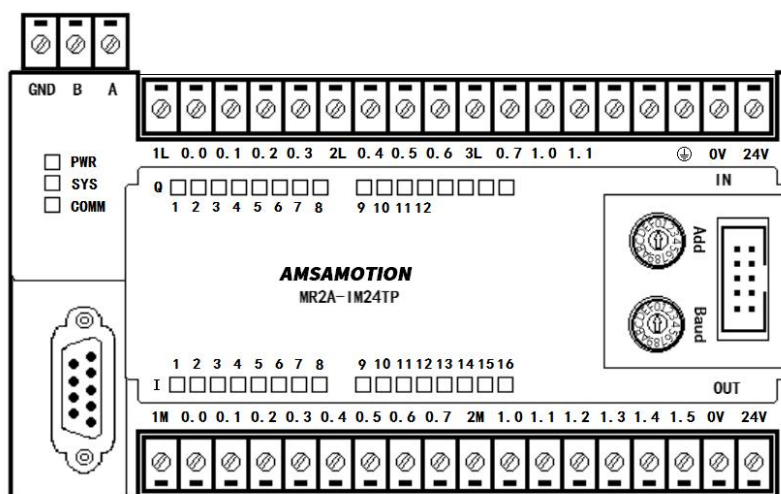 GND B A
1L 0.0 0.1 0.2 0.3 2L 0.4 0.5 0.6 3L 0.7 1.0 1.1 0V 24V
PWR
SYS
COMM
IN
Q
1 2 3 4 5 6 7 8 9 10 11 12
Add
0123456789ABCDEF
AMSAMOTION
MR2A-IM24TP
Baud
0123456789ABCDEF
1 2 3 4 5 6 7 8 9 10 11 12 13 14 15 16
I
OUT
1M 0.0 0.1 0.2 0.3 0.4 0.5 0.6 0.7 2M 1.0 1.1 1.2 1.3 1.4 1.5 0V 24V